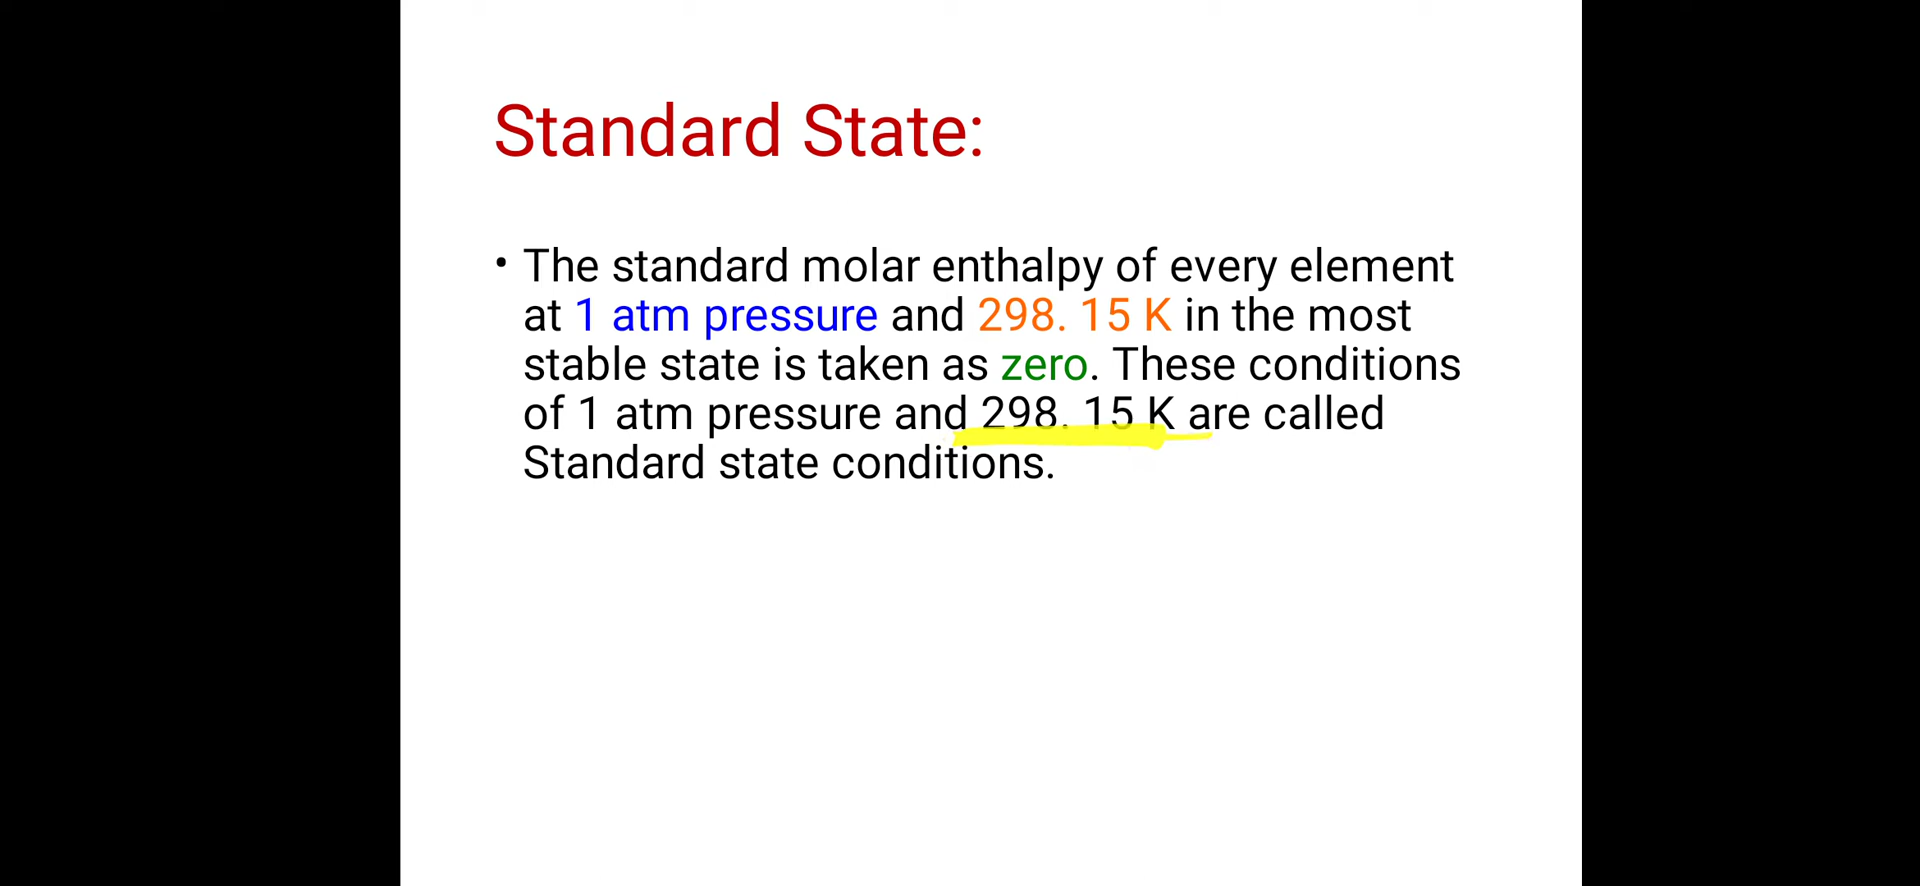 Standard State:
• The standard molar enthalpy of every element
at 1 atm pressure and 298. 15 K in the most
stable state is taken as zero. These conditions
of 1 atm pressure and 298. 15 K are called
Standard state conditions.